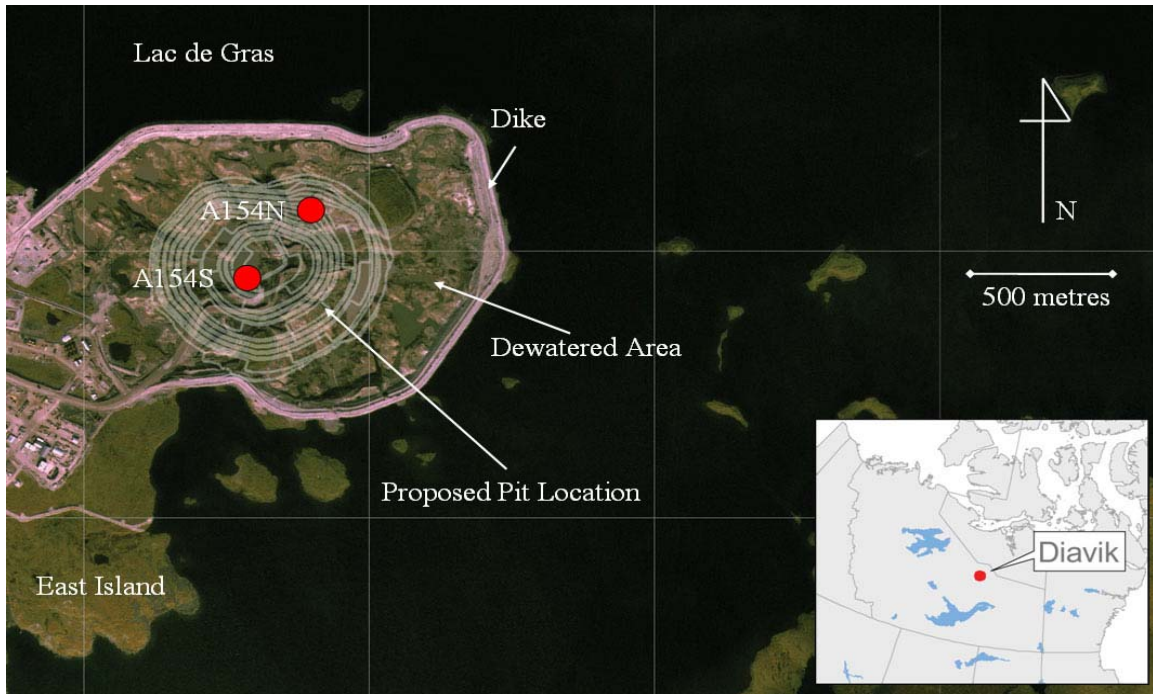 Lac de Gras
Dike
A154N
N
A154S
500 metres
Dewatered Area
Proposed Pit Location
Diavik
East Island